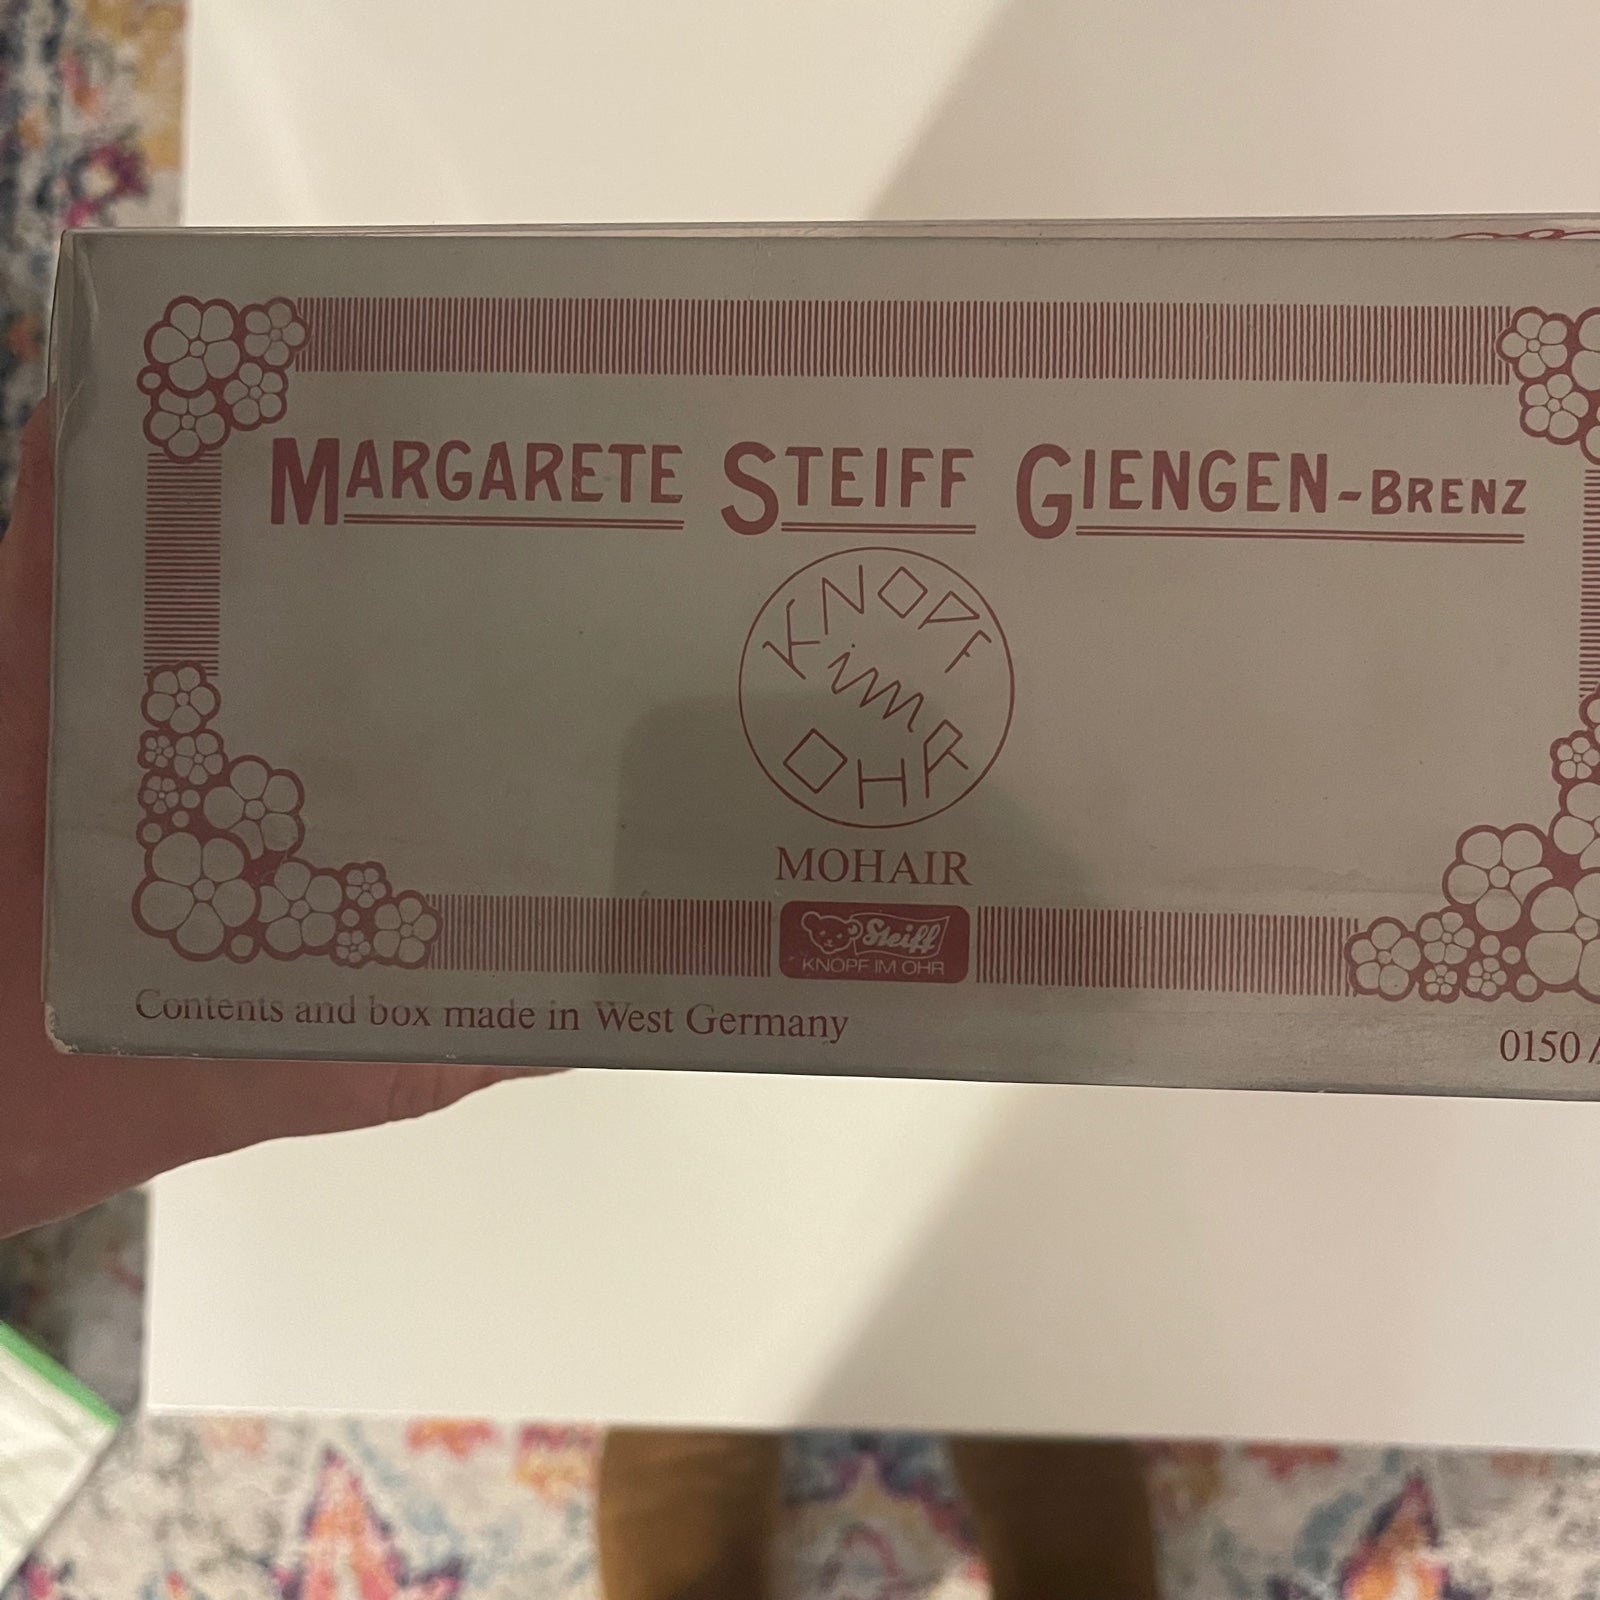 MARGARETE STEIFF GIENGEN-BRENZ
KNOPF
im
OHR
MOHAIR
Steiff
KNOPF IM OHR
Contents and box made in West Germany
0150/